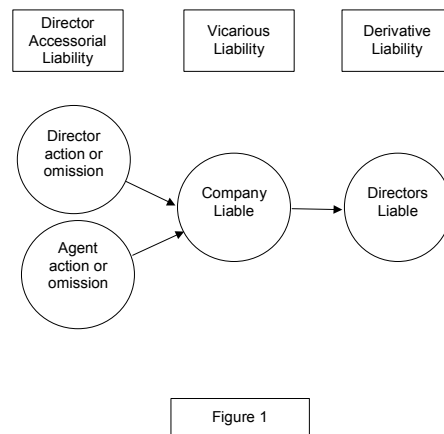 Director
Accessorial
Liability
Vicarious
Liability
Derivative
Liability
Director
action or
omission
Agent
action or
omission
Company
Liable
Directors
Liable
Figure 1